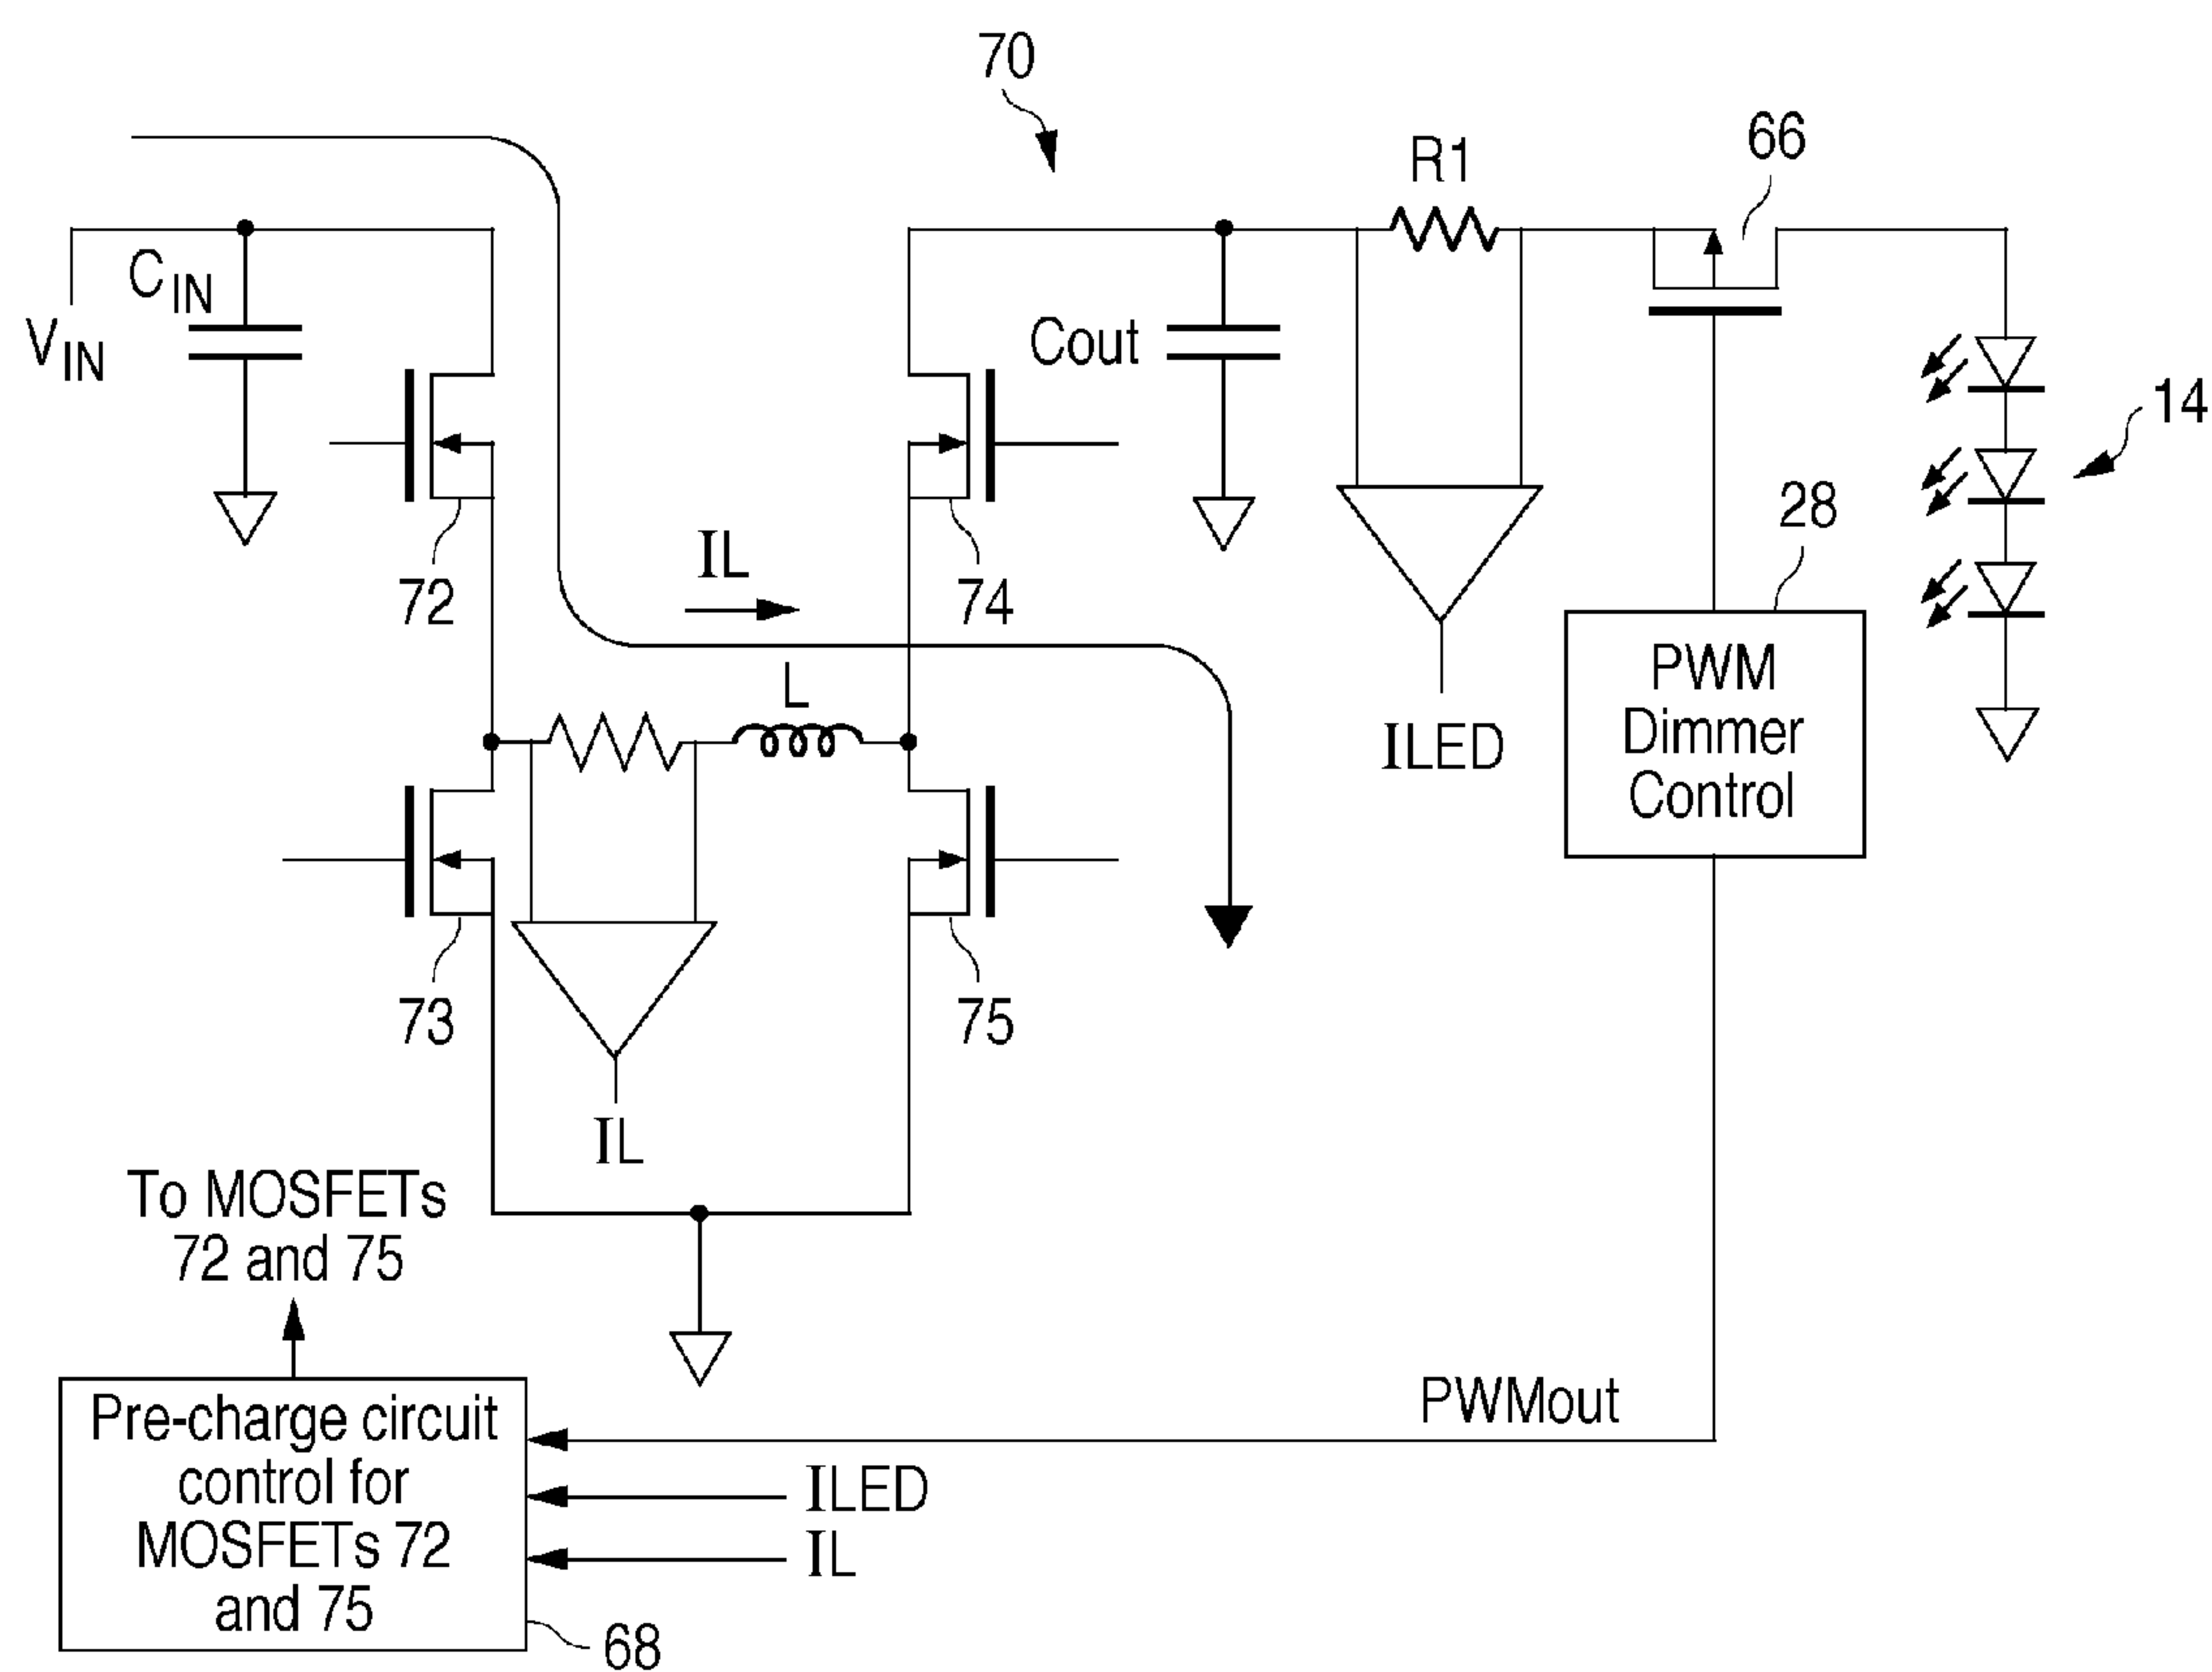 70
66
R1
CIN
VIN
Cout
14
28
IL
72
74
PWM
Dimmer
Control
L
ILED
73
75
IL
To MOSFETs
72 and 75
PWMout
Pre-charge circuit
control for
MOSFETs 72
and 75
ILED
IL
68